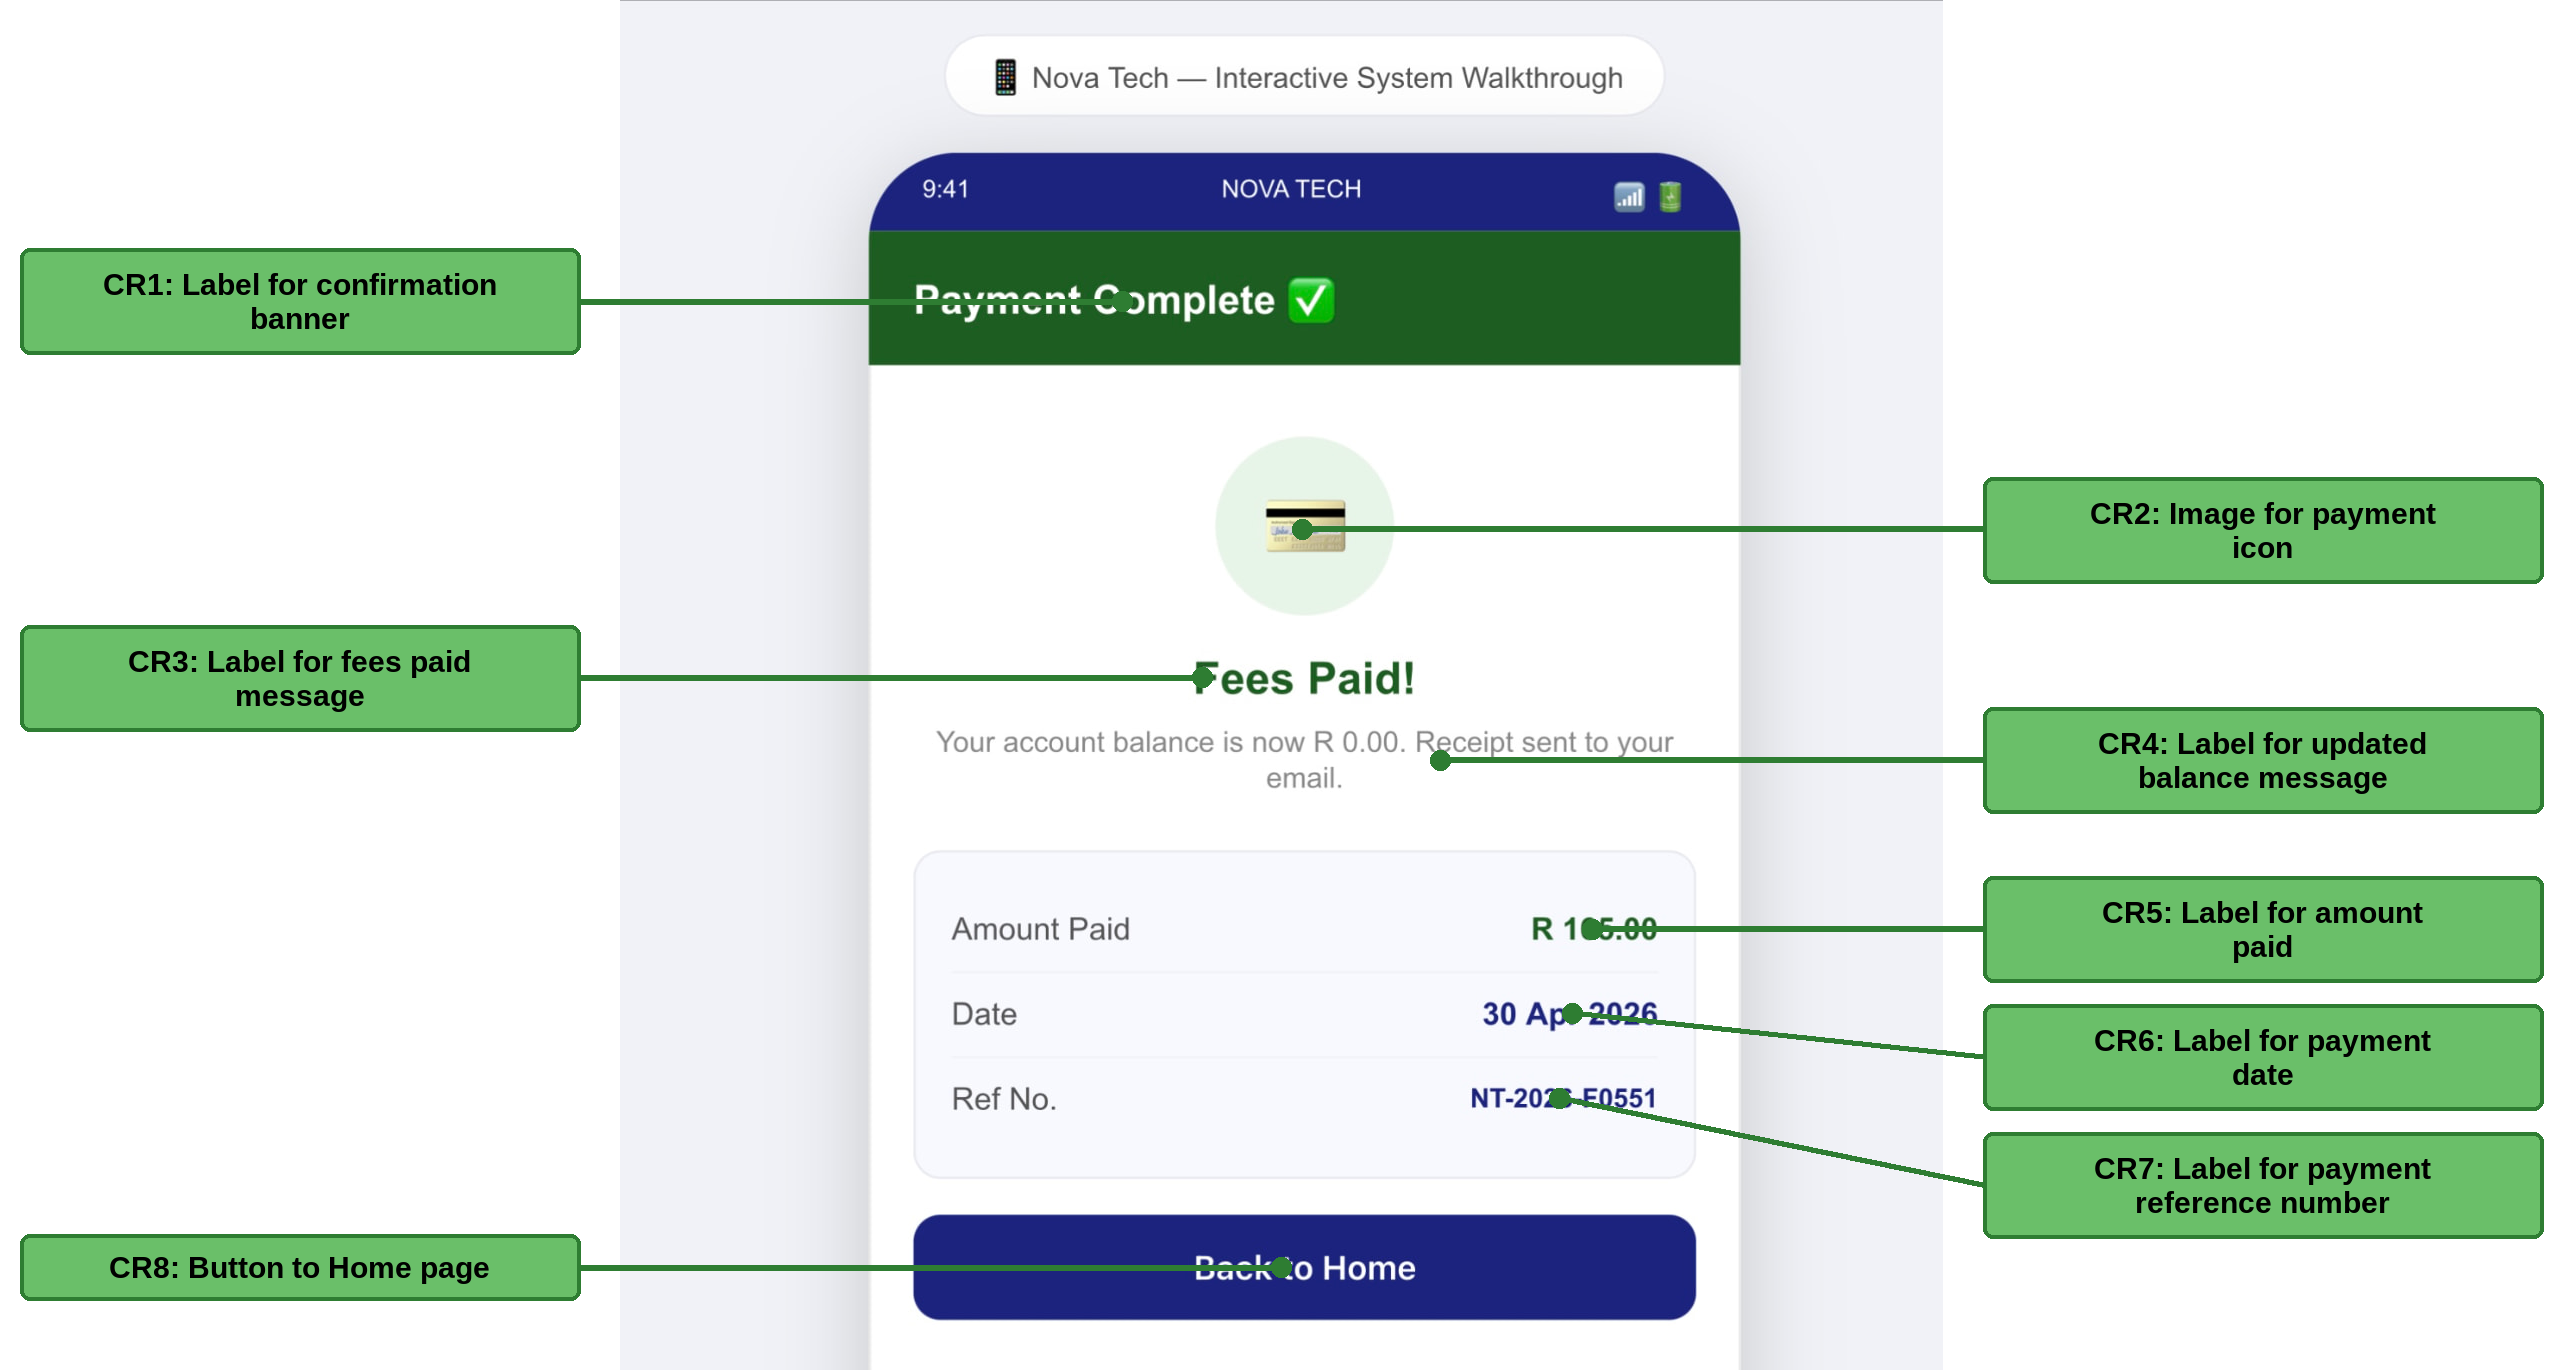 📱 Nova Tech — Interactive System Walkthrough
9:41 NOVA TECH
CR1: Label for confirmation
banner
Payment Complete ✅
CR2: Image for payment
icon
CR3: Label for fees paid
message
Fees Paid!
Your account balance is now R 0.00. Receipt sent to your
email.
CR4: Label for updated
balance message
Amount Paid
CR5: Label for amount
paid
Date 30 Apr 2026
CR6: Label for payment
date
Ref No.
CR7: Label for payment
reference number
CR8: Button to Home page
Back to Home